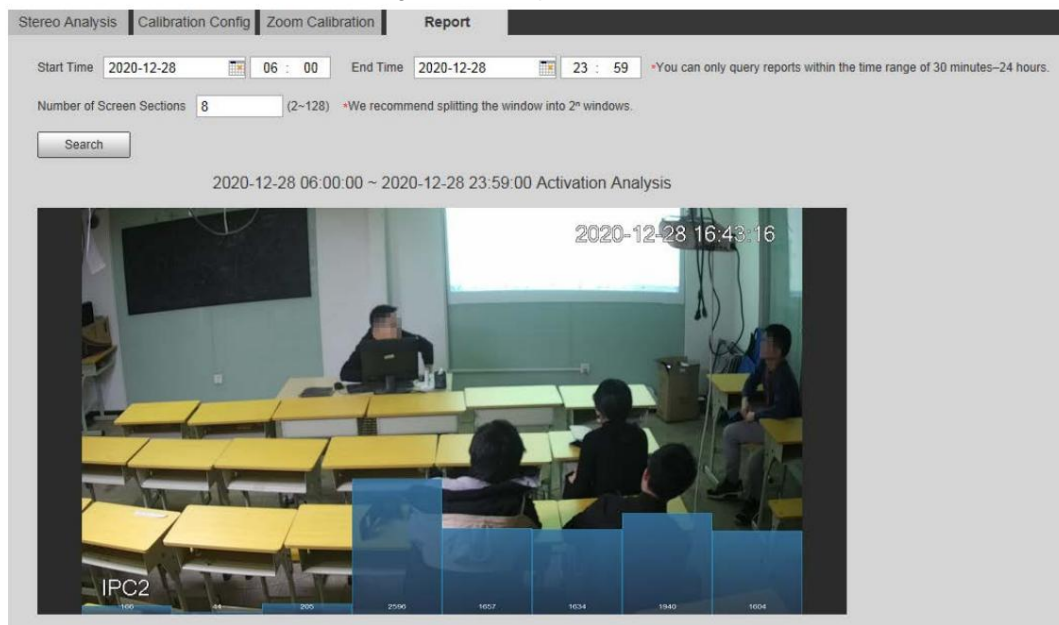 Stereo Analysis Calibration Config Zoom Calibration Report
Start Time 2020-12-28 06 : 00 End Time 2020-12-28 23 : 59 *You can only query reports within the time range of 30 minutes–24 hours.
Number of Screen Sections 8 (2~128) *We recommend splitting the window into 2ⁿ windows.
Search
2020-12-28 06:00:00 ~ 2020-12-28 23:59:00 Activation Analysis
2020-12-28 16:43:16
IPC2
166 44 205 2596 1657 1634 1940 1604